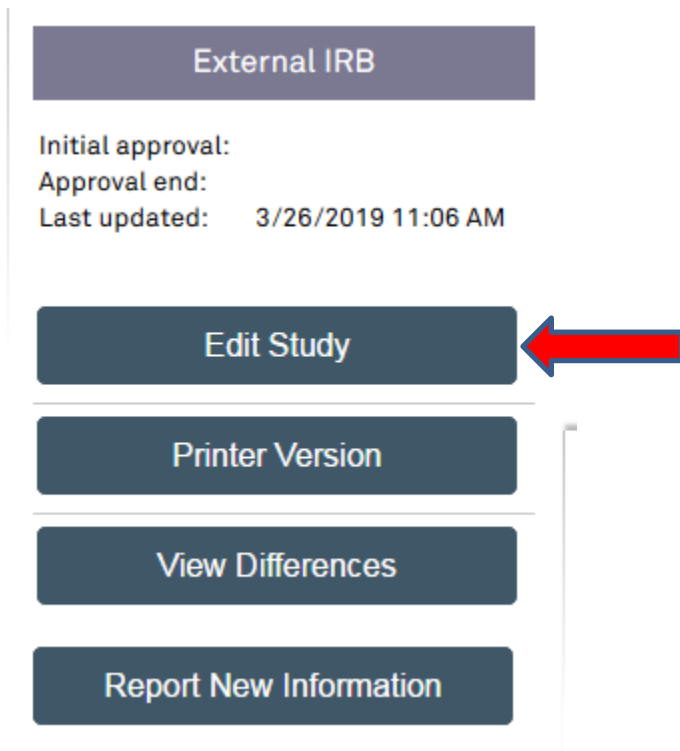 External IRB
Initial approval:
Approval end:
Last updated: 3/26/2019 11:06 AM
Edit Study
Printer Version
View Differences
Report New Information